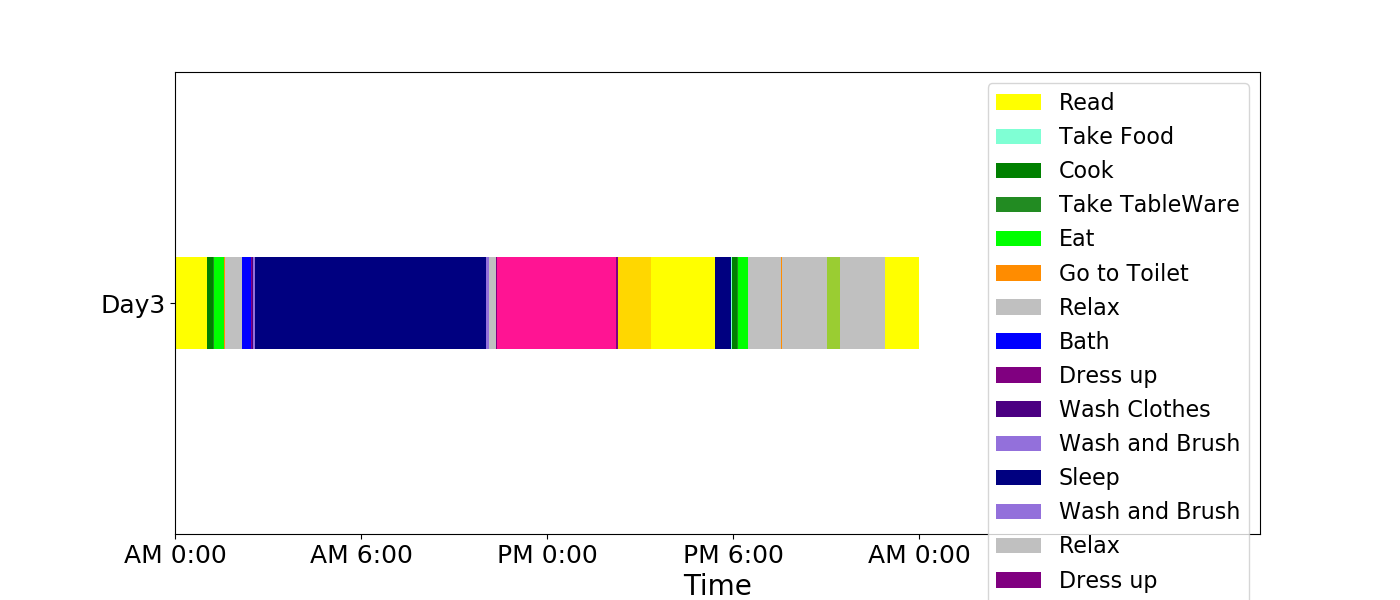 Read
Take Food
Cook
Take TableWare
Eat
Go to Toilet
Relax
Bath
Dress up
Wash Clothes
Wash and Brush
Sleep
Wash and Brush
Relax
Dress up
Day3
AM 0:00 AM 6:00 PM 0:00 PM 6:00 AM 0:00
Time